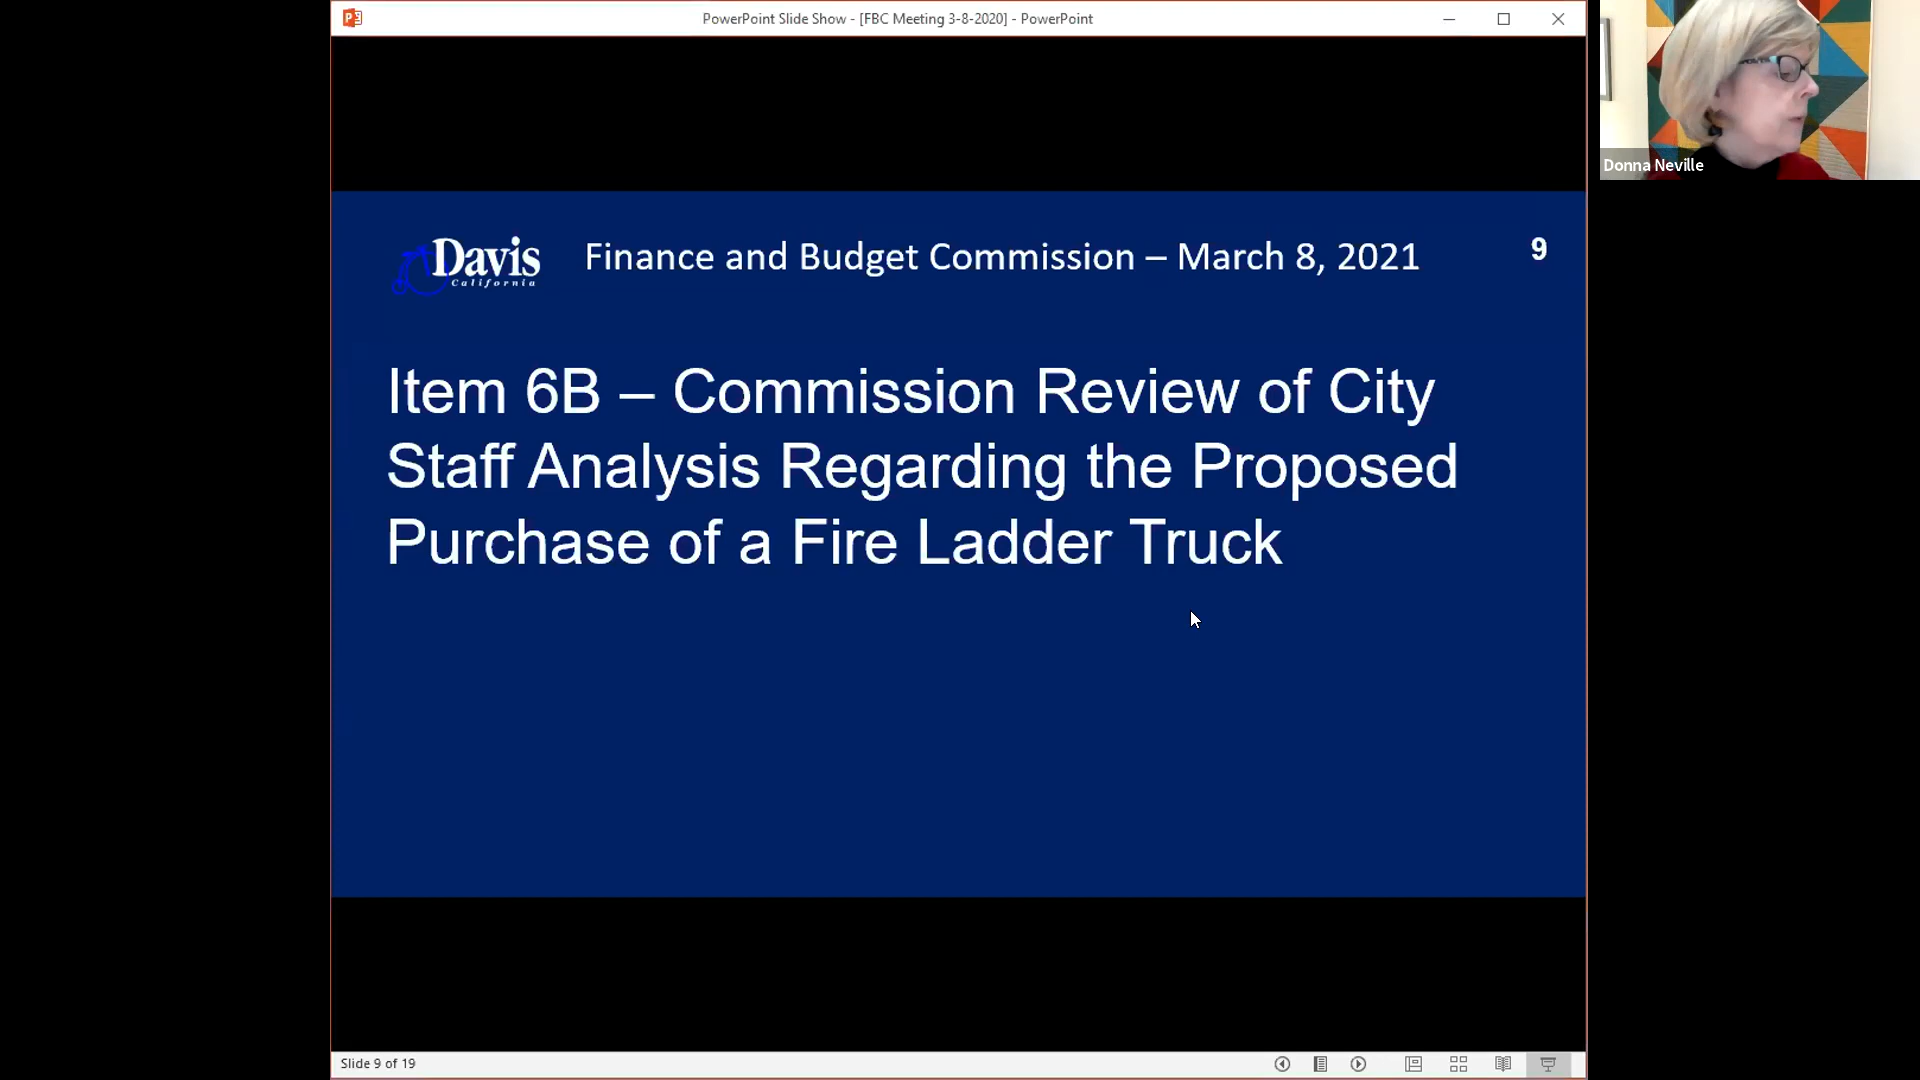 PowerPoint Slide Show - [FBC Meeting 3-8-2020] - PowerPoint
Donna Neville
Davis
California
Finance and Budget Commission – March 8, 2021
9
Item 6B – Commission Review of City
Staff Analysis Regarding the Proposed
Purchase of a Fire Ladder Truck
Slide 9 of 19